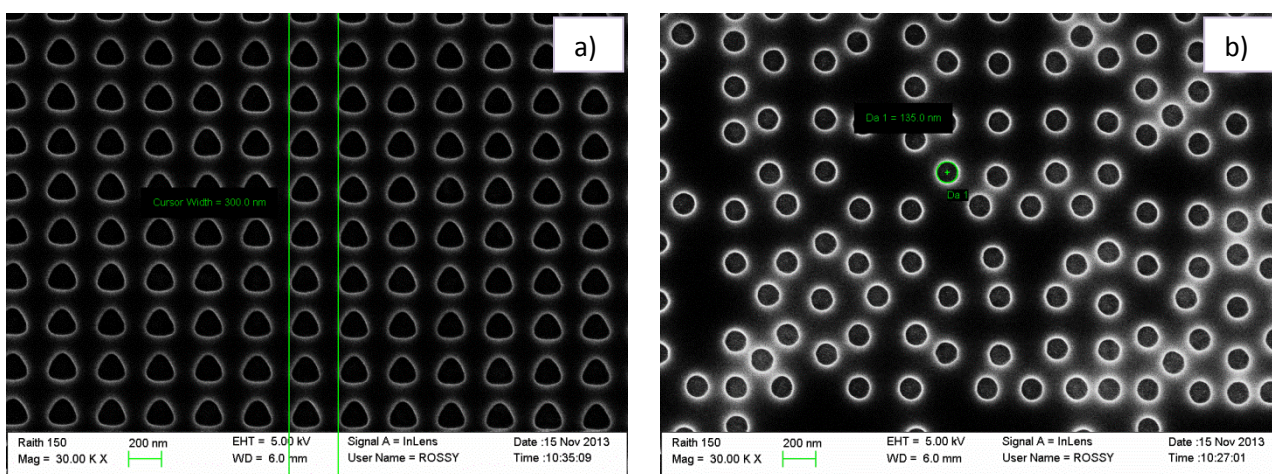 a)
Cursor Width = 300.0 nm
Raith 150 200 nm EHT = 5.00 kV Signal A = InLens Date :15 Nov 2013
Mag = 30.00 K X WD = 6.0 mm User Name = ROSSY Time :10:35:09
b)
Da 1 = 135.0 nm
Da 1
Raith 150 200 nm EHT = 5.00 kV Signal A = InLens Date :15 Nov 2013
Mag = 30.00 K X WD = 6.0 mm User Name = ROSSY Time :10:27:01